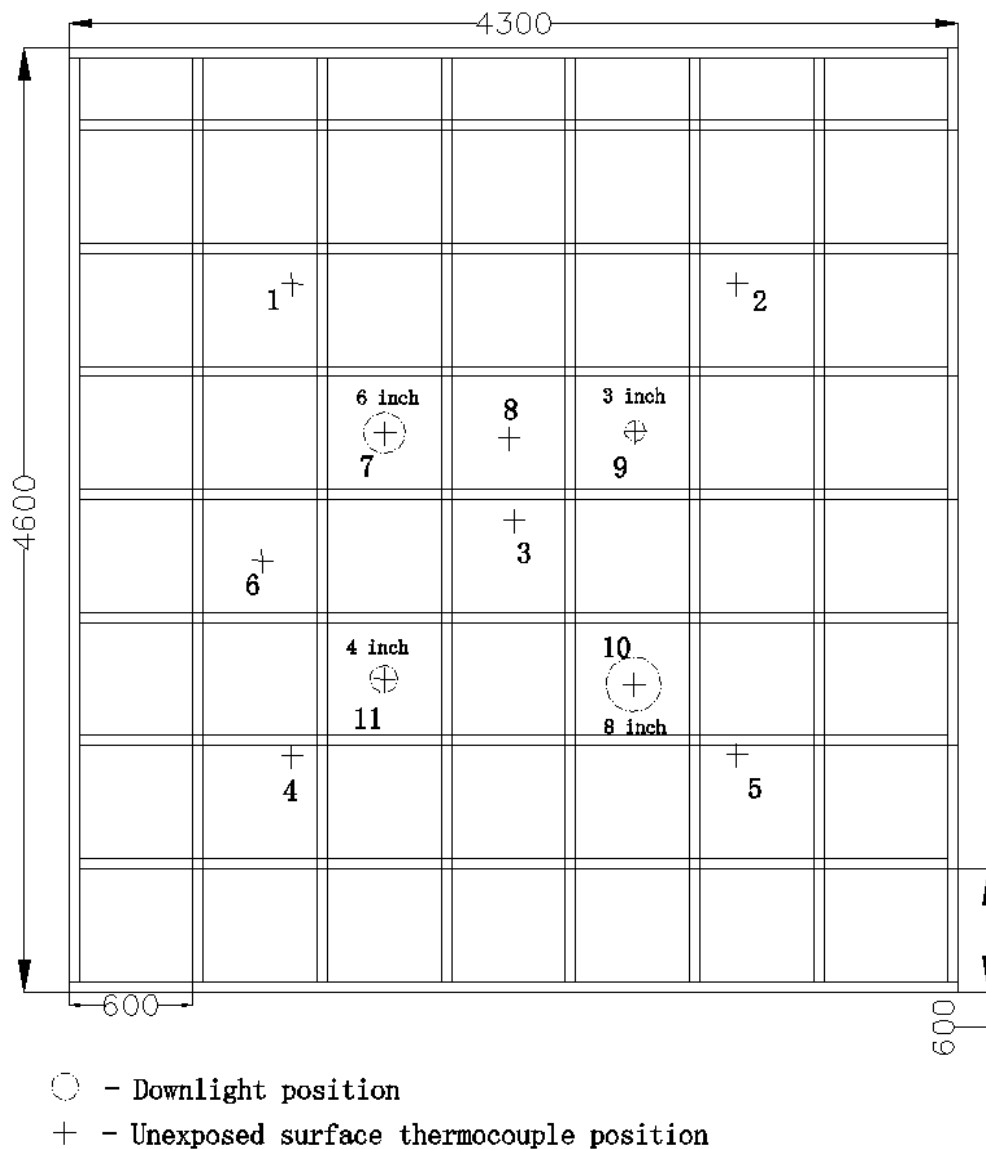 4300
1
2
6 inch
3 inch
8
7
9
4600
3
6
4 inch
10
11
8 inch
4
5
600
600
- Downlight position
- Unexposed surface thermocouple position